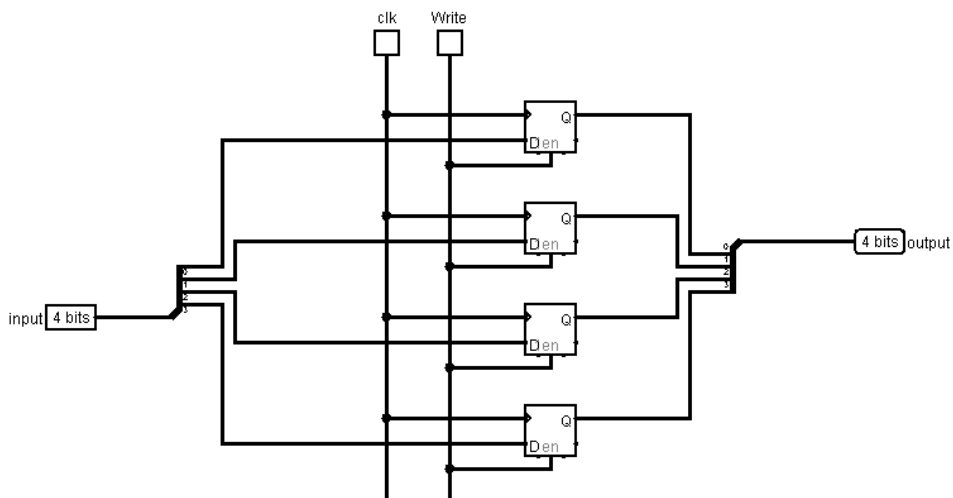 clk Write
Q
Den
Q
Den
0
1
2
3
4 bits output
0
1
2
3
input 4 bits
Q
Den
Q
Den